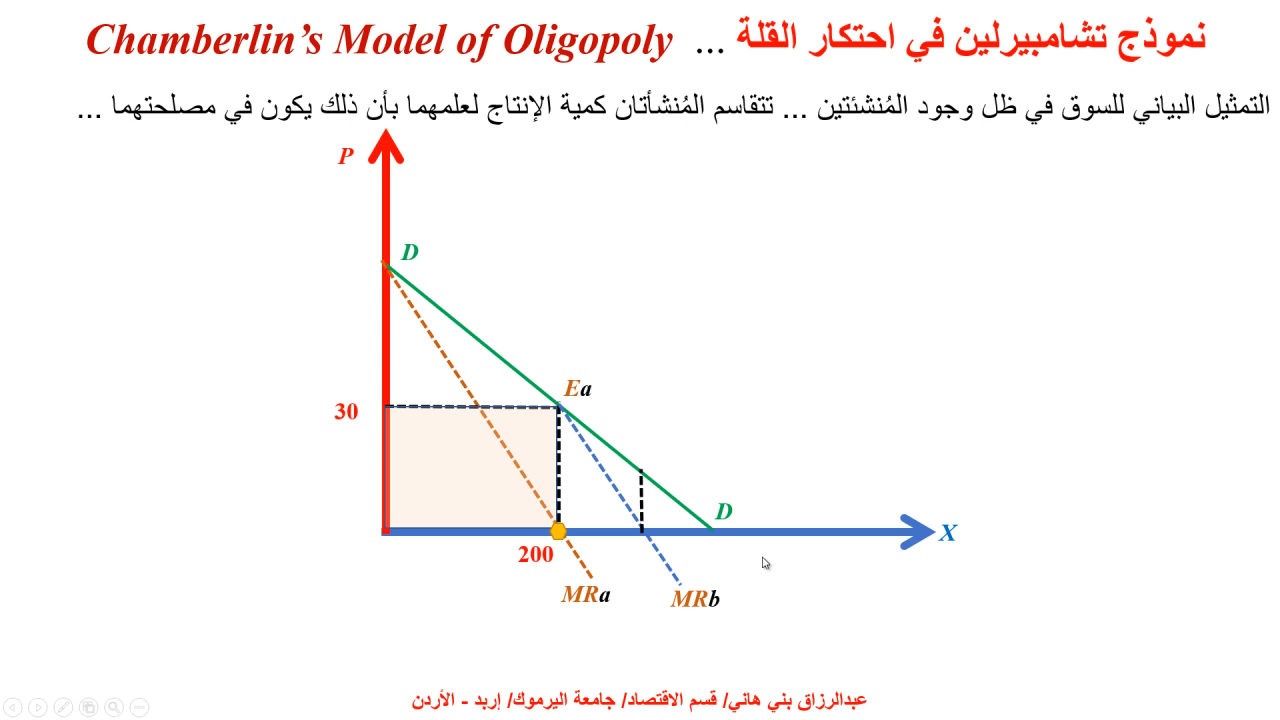 نموذج تشامبيرلين في احتكار القلة ... Chamberlin's Model of Oligopoly
التمثيل البياني للسوق في ظل وجود المُنشئتين ... تتقاسم المُنشأتان كمية الإنتاج لعلمهما بأن ذلك يكون في مصلحتهما ...
P
D
Ea
30
D
X
200
MRa
MRb
عبدالرزاق بني هاني/ قسم الاقتصاد/ جامعة اليرموك/ إربد - الأردن